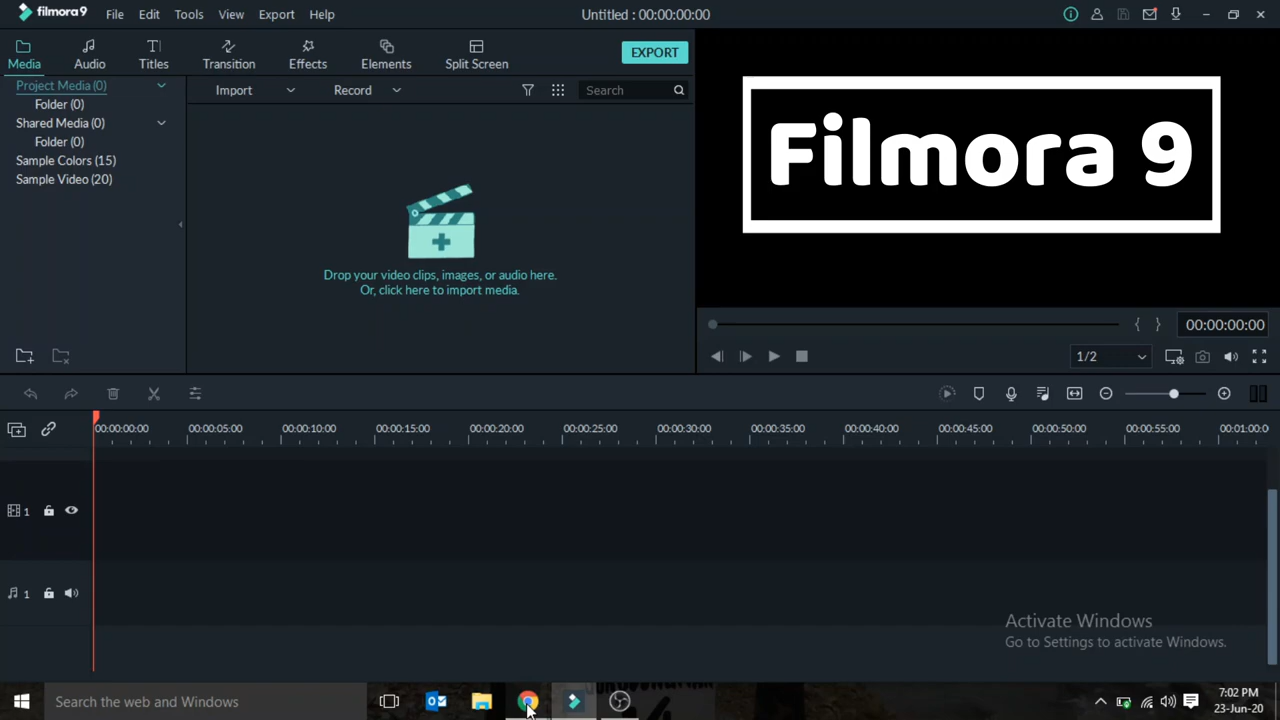 filmora9 File Edit Tools View Export Help Untitled : 00:00:00:00
Media Audio Titles Transition Effects Elements Split Screen EXPORT
Project Media (0)
Folder (0)
Shared Media (0)
Folder (0)
Sample Colors (15)
Sample Video (20)
Import Record Search
Drop your video clips, images, or audio here.
Or, click here to import media.
Filmora 9
{ } 00:00:00:00
1/2
00:00:00:00 00:00:05:00 00:00:10:00 00:00:15:00 00:00:20:00 00:00:25:00 00:00:30:00 00:00:35:00 00:00:40:00 00:00:45:00 00:00:50:00 00:00:55:00 00:01:00:0
1
1
Activate Windows
Go to Settings to activate Windows.
Search the web and Windows
7:02 PM
23-Jun-20